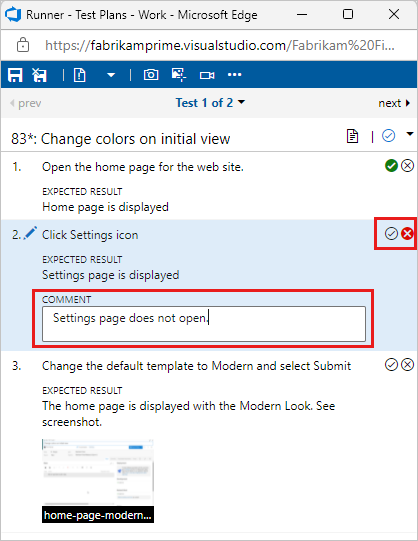 Runner - Test Plans - Work - Microsoft Edge
https://fabrikamprime.visualstudio.com/Fabrikam%20Fi...
prev
Test 1 of 2
next
83*: Change colors on initial view
1. Open the home page for the web site.
EXPECTED RESULT
Home page is displayed
2. Click Settings icon
EXPECTED RESULT
Settings page is displayed
COMMENT
Settings page does not open.
3. Change the default template to Modern and select Submit
EXPECTED RESULT
The home page is displayed with the Modern Look. See
screenshot.
home-page-modern...